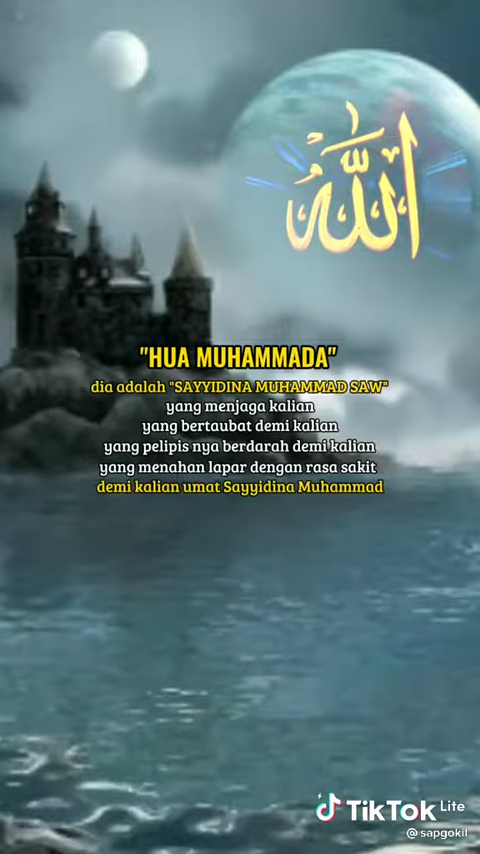 الله
"HUA MUHAMMADA"
dia adalah "SAYYIDINA MUHAMMAD SAW"
yang menjaga kalian
yang bertaubat demi kalian
yang pelipis nya berdarah demi kalian
yang menahan lapar dengan rasa sakit
demi kalian umat Sayyidina Muhammad
TikTok Lite
@sapgokil